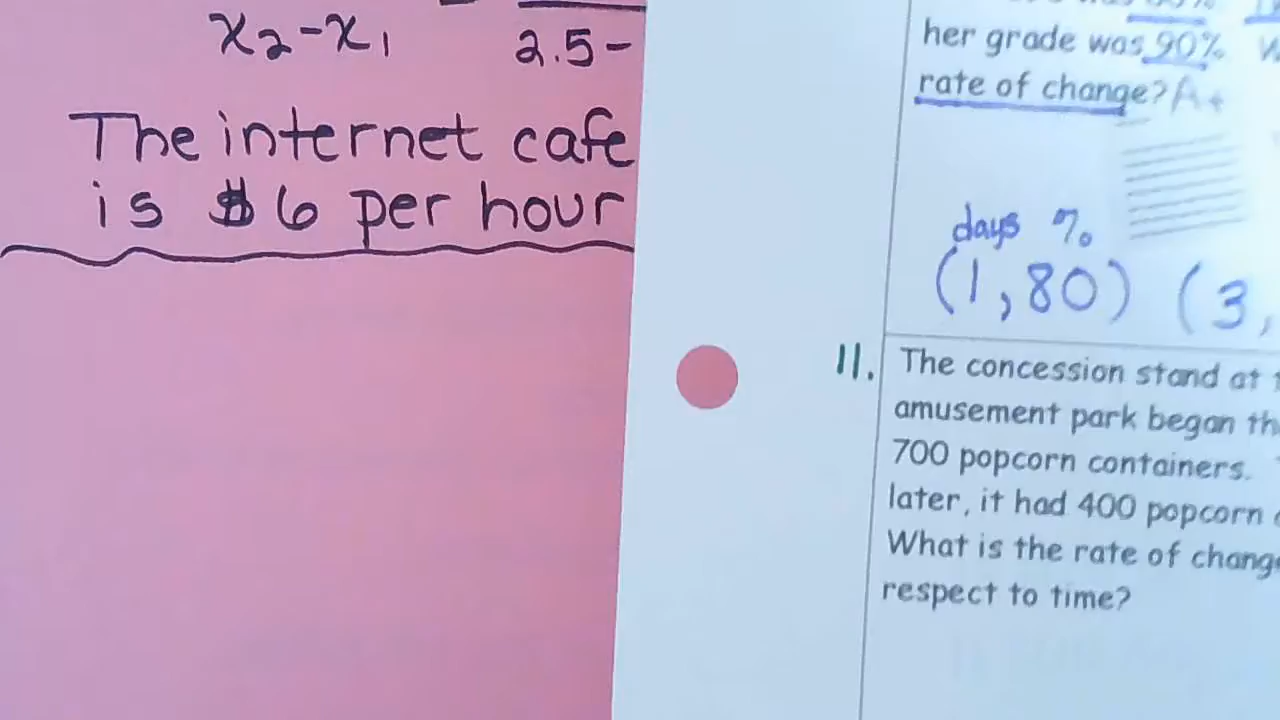 x₂-x₁ 2.5-
The internet cafe
is $6 per hour
her grade was 90%
rate of change? A+
days %
(1,80) (3,
11. The concession stand at
amusement park began
700 popcorn containers.
later, it had 400 popcorn
What is the rate of change
respect to time?